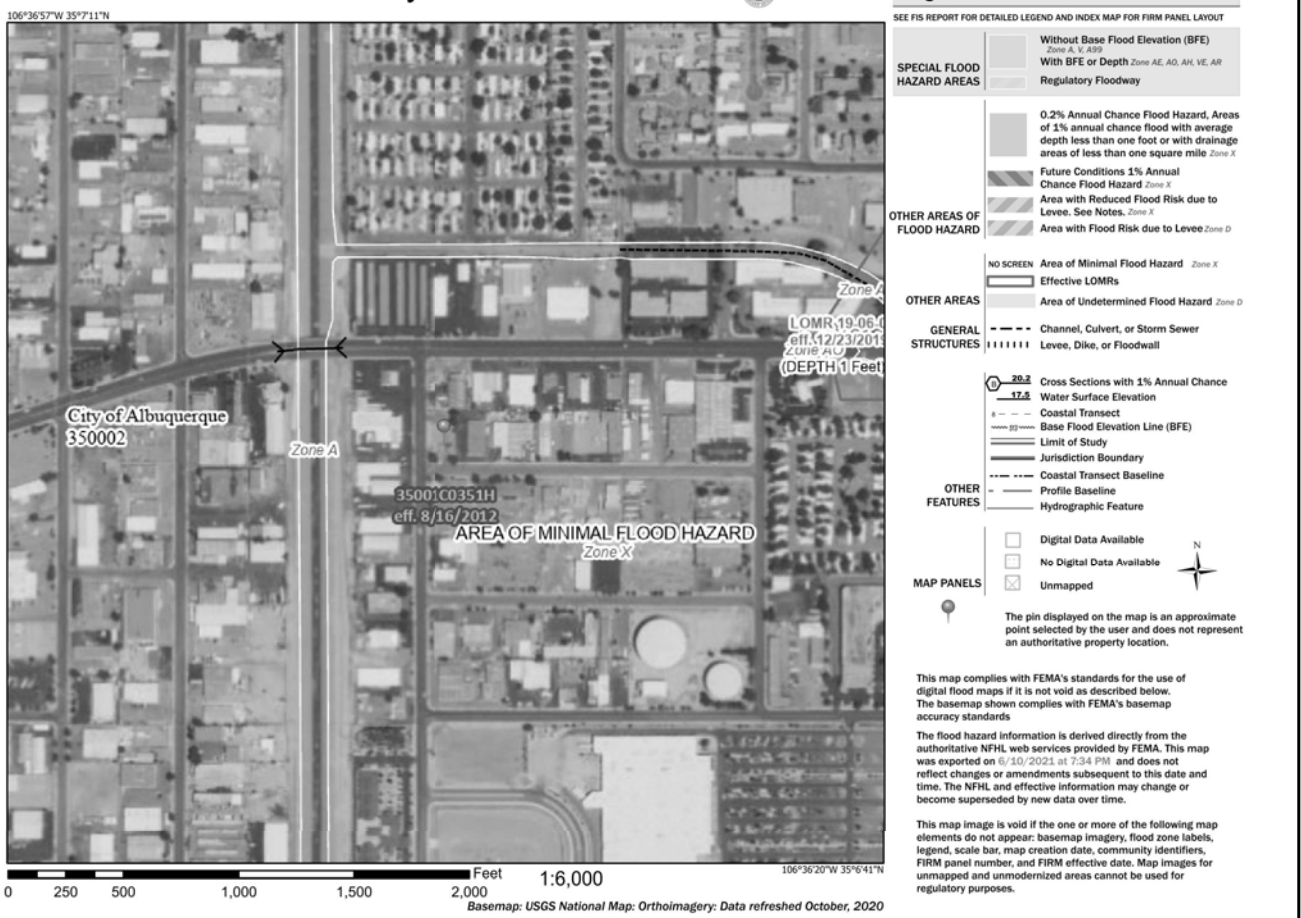 106°36'57"W 35°7'11"N
City of Albuquerque
350002
Zone A
35001C0351H
eff. 8/16/2012
AREA OF MINIMAL FLOOD HAZARD
Zone X
Zone A
LOMR 19-06-
eff. 12/23/2019
Zone AO
(DEPTH 1 Feet)
106°36'20"W 35°6'41"N
Feet
1:6,000
0
250
500
1,000
1,500
2,000
Basemap: USGS National Map: Orthoimagery: Data refreshed October, 2020
SEE FIS REPORT FOR DETAILED LEGEND AND INDEX MAP FOR FIRM PANEL LAYOUT
SPECIAL FLOOD
HAZARD AREAS
Without Base Flood Elevation (BFE)
Zone A, V, A99
With BFE or Depth Zone AE, AO, AH, VE, AR
Regulatory Floodway
OTHER AREAS OF
FLOOD HAZARD
0.2% Annual Chance Flood Hazard, Areas
of 1% annual chance flood with average
depth less than one foot or with drainage
areas of less than one square mile Zone X
Future Conditions 1% Annual
Chance Flood Hazard Zone X
Area with Reduced Flood Risk due to
Levee. See Notes. Zone X
Area with Flood Risk due to Levee Zone D
OTHER AREAS
NO SCREEN Area of Minimal Flood Hazard Zone X
Effective LOMRs
Area of Undetermined Flood Hazard Zone D
GENERAL
STRUCTURES
Channel, Culvert, or Storm Sewer
Levee, Dike, or Floodwall
OTHER
FEATURES
B 20.2 Cross Sections with 1% Annual Chance
17.5 Water Surface Elevation
8 Coastal Transect
513 Base Flood Elevation Line (BFE)
Limit of Study
Jurisdiction Boundary
Coastal Transect Baseline
Profile Baseline
Hydrographic Feature
MAP PANELS
Digital Data Available
No Digital Data Available
Unmapped
N
The pin displayed on the map is an approximate
point selected by the user and does not represent
an authoritative property location.
This map complies with FEMA's standards for the use of
digital flood maps if it is not void as described below.
The basemap shown complies with FEMA's basemap
accuracy standards
The flood hazard information is derived directly from the
authoritative NFHL web services provided by FEMA. This map
was exported on 6/10/2021 at 7:34 PM and does not
reflect changes or amendments subsequent to this date and
time. The NFHL and effective information may change or
become superseded by new data over time.
This map image is void if the one or more of the following map
elements do not appear: basemap imagery, flood zone labels,
legend, scale bar, map creation date, community identifiers,
FIRM panel number, and FIRM effective date. Map images for
unmapped and unmodernized areas cannot be used for
regulatory purposes.